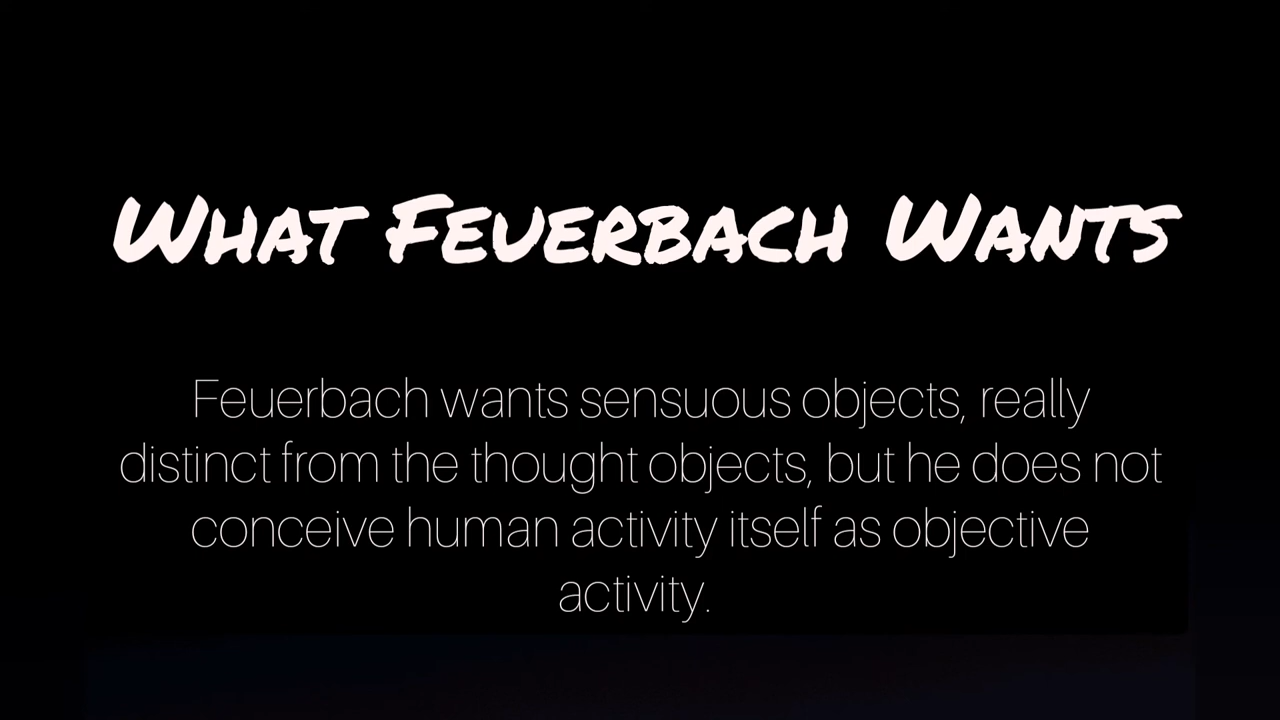 What Feuerbach Wants
Feuerbach wants sensuous objects, really
distinct from the thought objects, but he does not
conceive human activity itself as objective
activity.